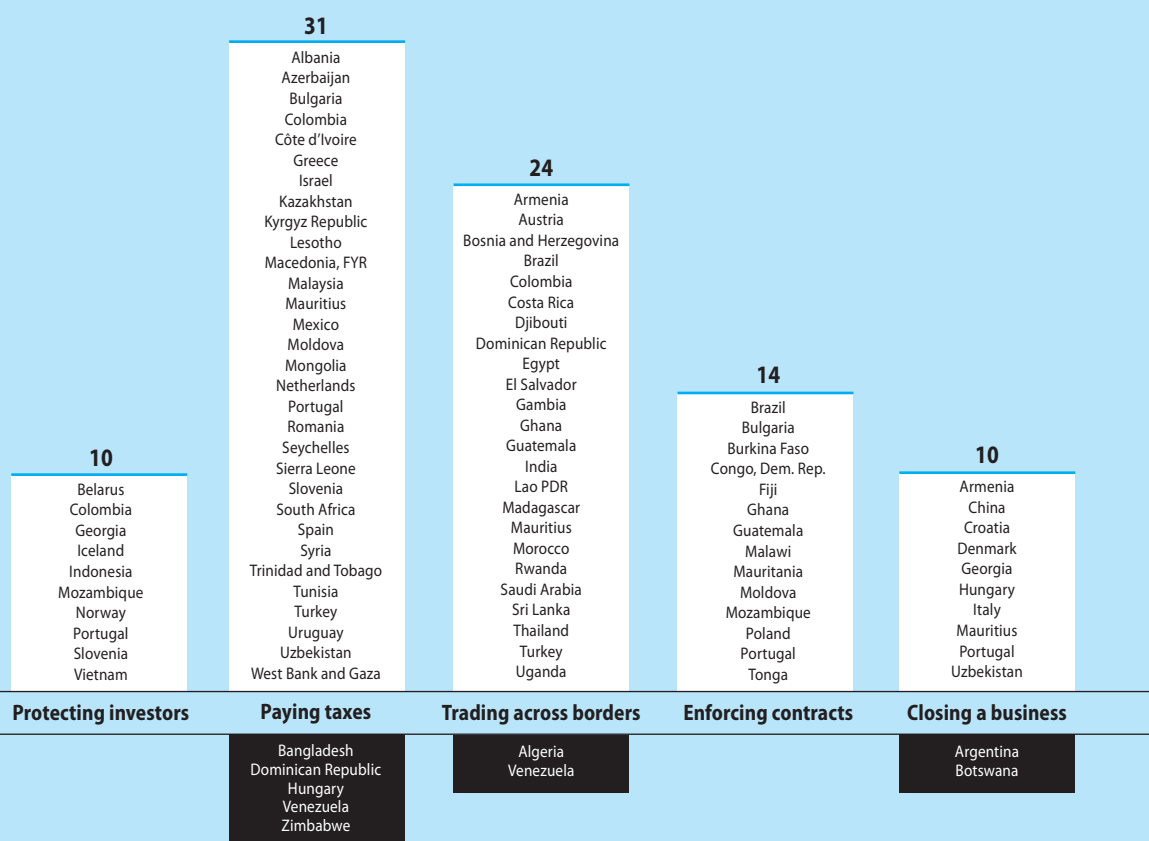 10
Belarus
Colombia
Georgia
Iceland
Indonesia
Mozambique
Norway
Portugal
Slovenia
Vietnam
Protecting investors
31
Albania
Azerbaijan
Bulgaria
Colombia
Côte d’Ivoire
Greece
Israel
Kazakhstan
Kyrgyz Republic
Lesotho
Macedonia, FYR
Malaysia
Mauritius
Mexico
Moldova
Mongolia
Netherlands
Portugal
Romania
Seychelles
Sierra Leone
Slovenia
South Africa
Spain
Syria
Trinidad and Tobago
Tunisia
Turkey
Uruguay
Uzbekistan
West Bank and Gaza
Paying taxes
Bangladesh
Dominican Republic
Hungary
Venezuela
Zimbabwe
24
Armenia
Austria
Bosnia and Herzegovina
Brazil
Colombia
Costa Rica
Djibouti
Dominican Republic
Egypt
El Salvador
Gambia
Ghana
Guatemala
India
Lao PDR
Madagascar
Mauritius
Morocco
Rwanda
Saudi Arabia
Sri Lanka
Thailand
Turkey
Uganda
Trading across borders
Algeria
Venezuela
14
Brazil
Bulgaria
Burkina Faso
Congo, Dem. Rep.
Fiji
Ghana
Guatemala
Malawi
Mauritania
Moldova
Mozambique
Poland
Portugal
Tonga
Enforcing contracts
10
Armenia
China
Croatia
Denmark
Georgia
Hungary
Italy
Mauritius
Portugal
Uzbekistan
Closing a business
Argentina
Botswana